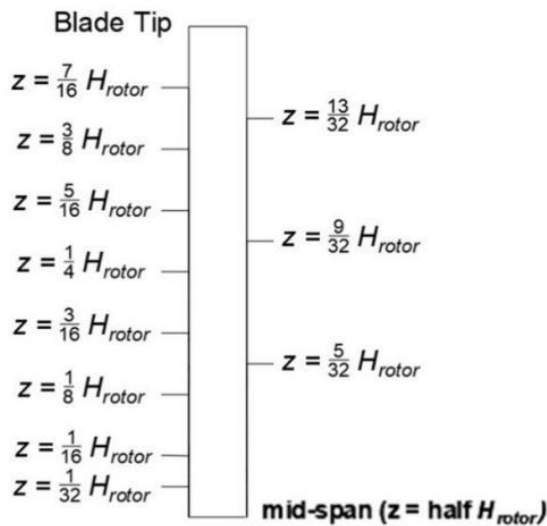 Blade Tip
z = 7/16 H_rotor
z = 13/32 H_rotor
z = 3/8 H_rotor
z = 5/16 H_rotor
z = 9/32 H_rotor
z = 1/4 H_rotor
z = 3/16 H_rotor
z = 5/32 H_rotor
z = 1/8 H_rotor
z = 1/16 H_rotor
z = 1/32 H_rotor
mid-span (z = half H_rotor)